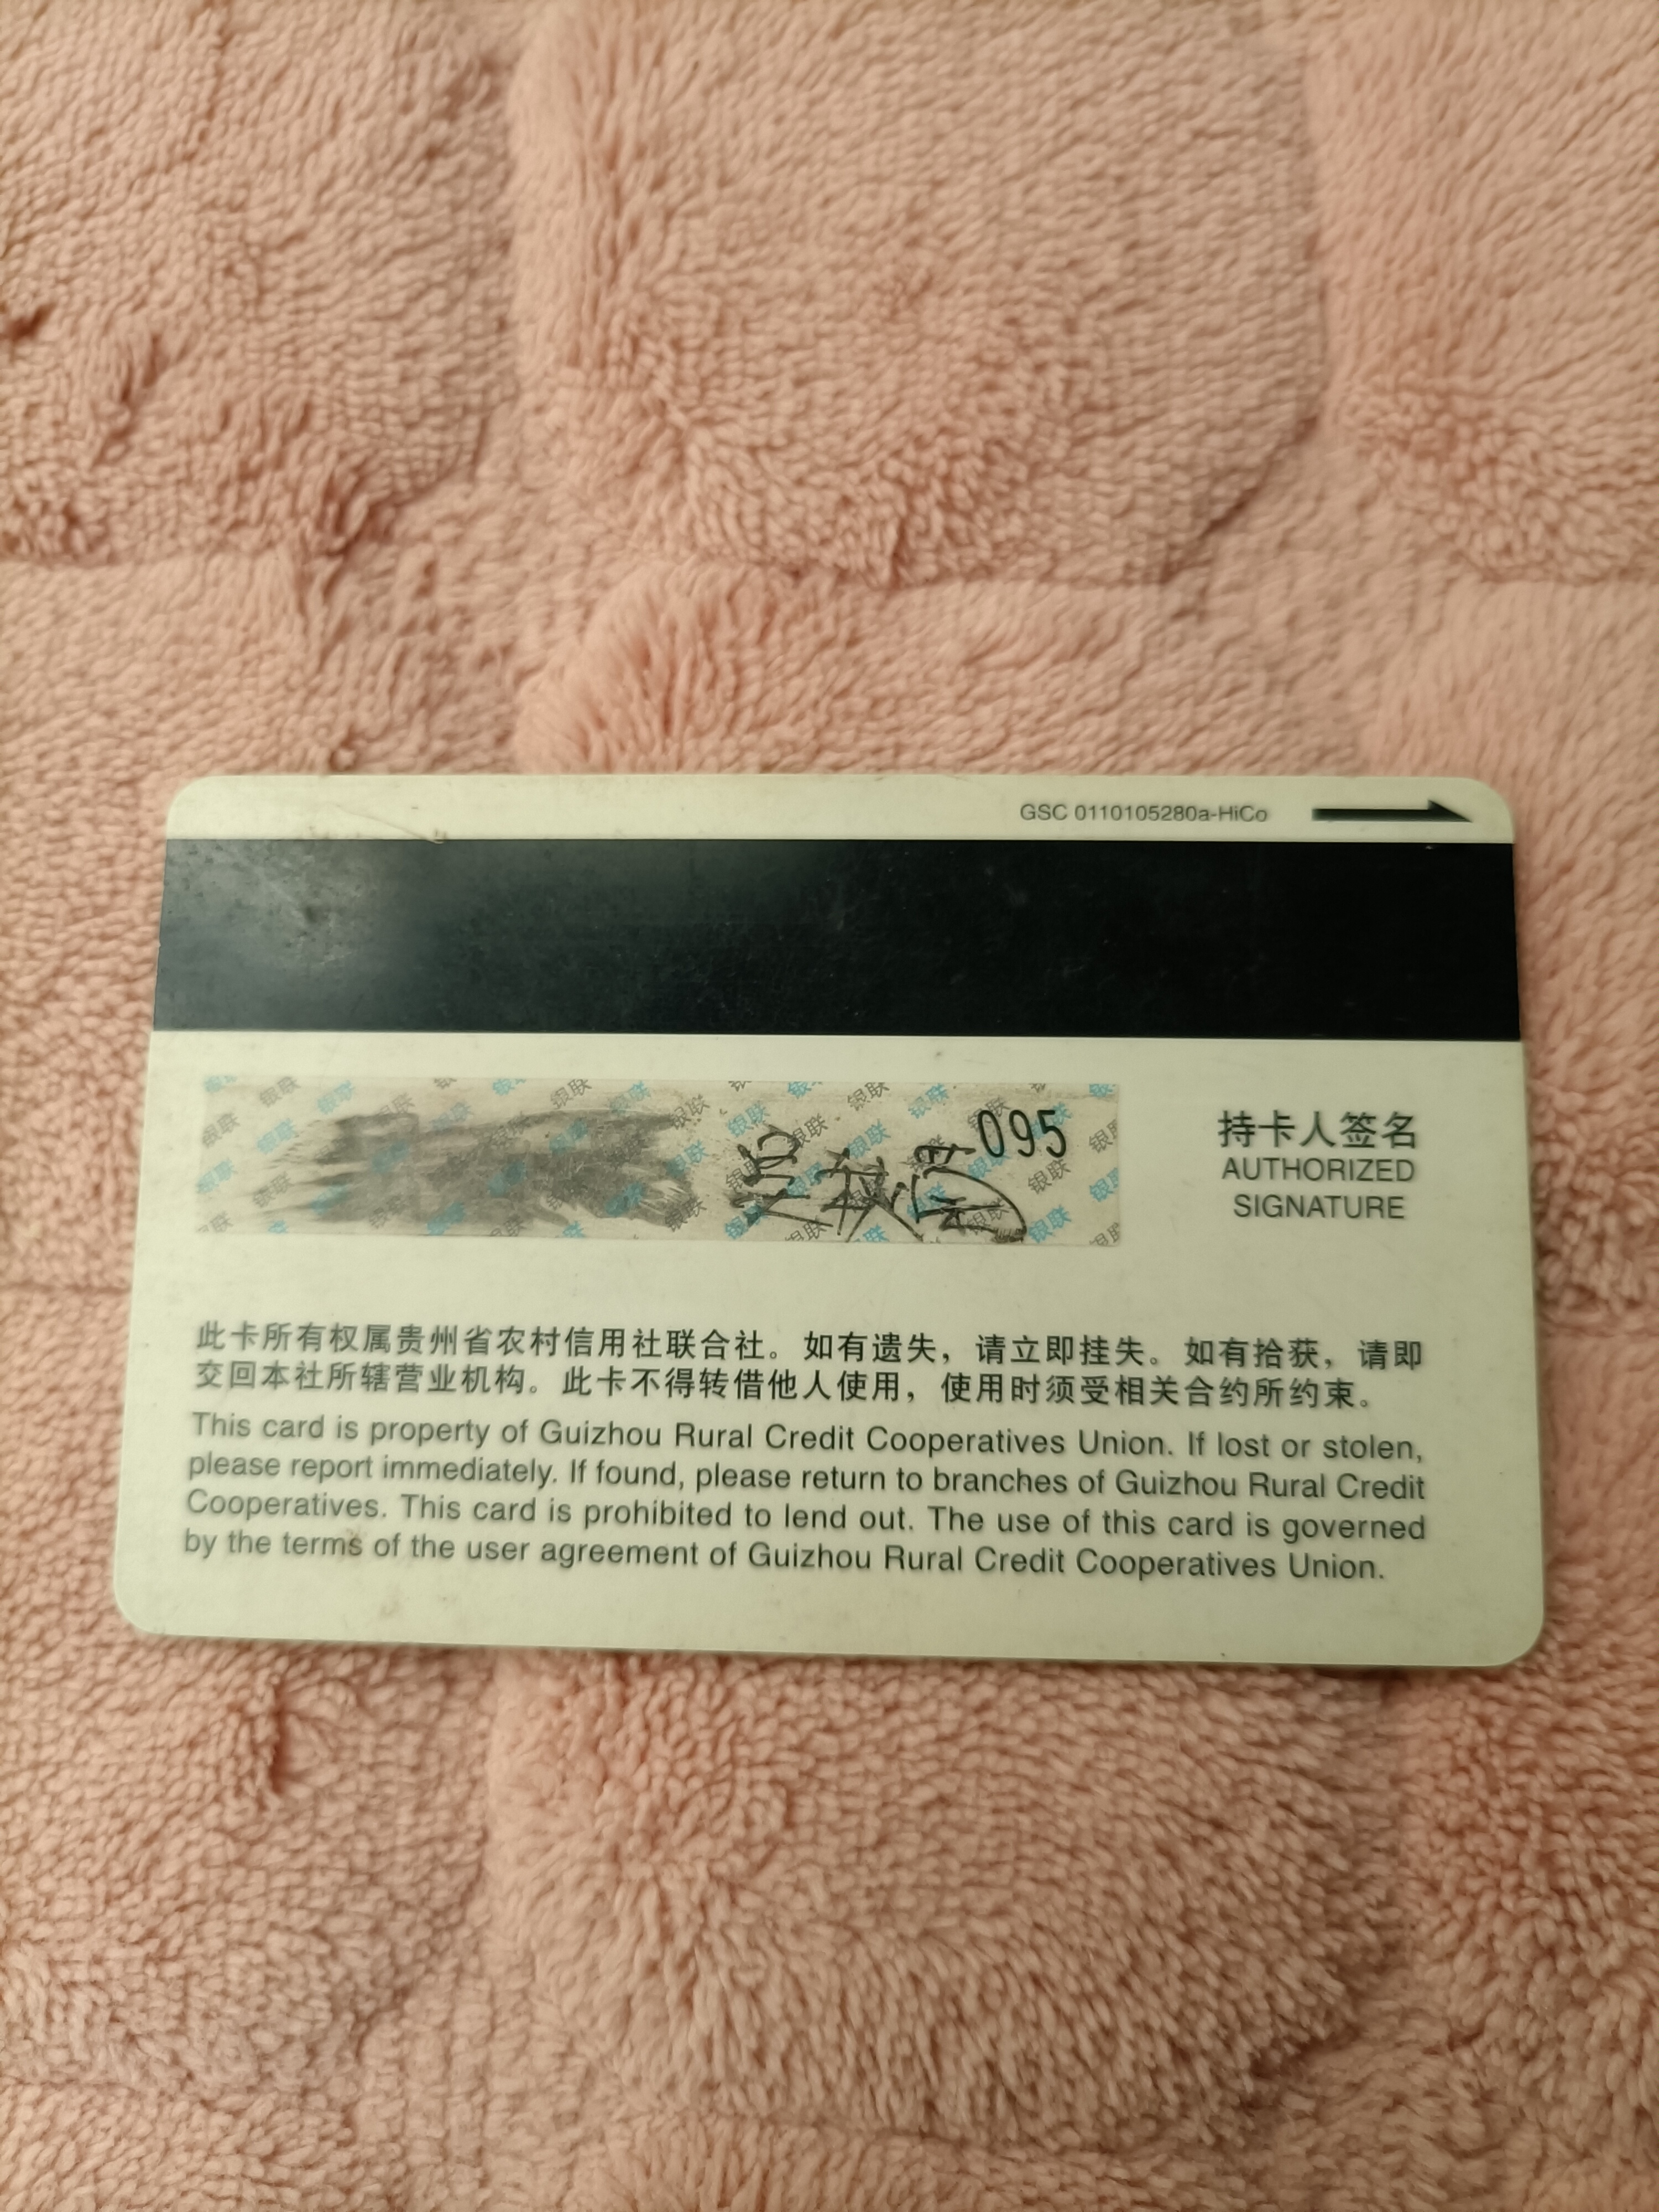 GSC 0110105280a-HiCo
银联
095
持卡人签名
AUTHORIZED
SIGNATURE
此卡所有权属贵州省农村信用社联合社。如有遗失，请立即挂失。如有拾获，请即
交回本社所辖营业机构。此卡不得转借他人使用，使用时须受相关合约所约束。
This card is property of Guizhou Rural Credit Cooperatives Union. If lost or stolen,
please report immediately. If found, please return to branches of Guizhou Rural Credit
Cooperatives. This card is prohibited to lend out. The use of this card is governed
by the terms of the user agreement of Guizhou Rural Credit Cooperatives Union.